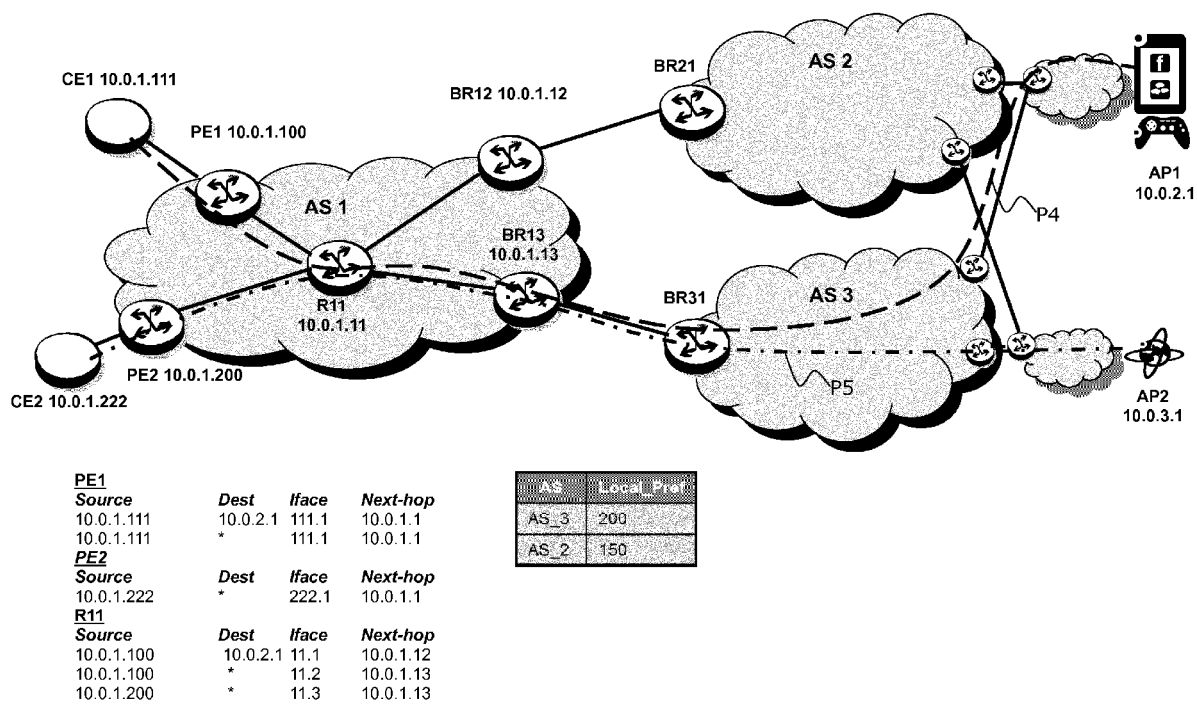 CE1 10.0.1.111
PE1 10.0.1.100
BR12 10.0.1.12
BR21
AS 2
AP1
10.0.2.1
AS 1
BR13
10.0.1.13
P4
R11
10.0.1.11
BR31
AS 3
PE2 10.0.1.200
CE2 10.0.1.222
P5
AP2
10.0.3.1
PE1
Source Dest Iface Next-hop
10.0.1.111 10.0.2.1 111.1 10.0.1.1
10.0.1.111 * 111.1 10.0.1.1
PE2
Source Dest Iface Next-hop
10.0.1.222 * 222.1 10.0.1.1
R11
Source Dest Iface Next-hop
10.0.1.100 10.0.2.1 11.1 10.0.1.12
10.0.1.100 * 11.2 10.0.1.13
10.0.1.200 * 11.3 10.0.1.13
AS Local_Pref
AS_3 200
AS_2 150